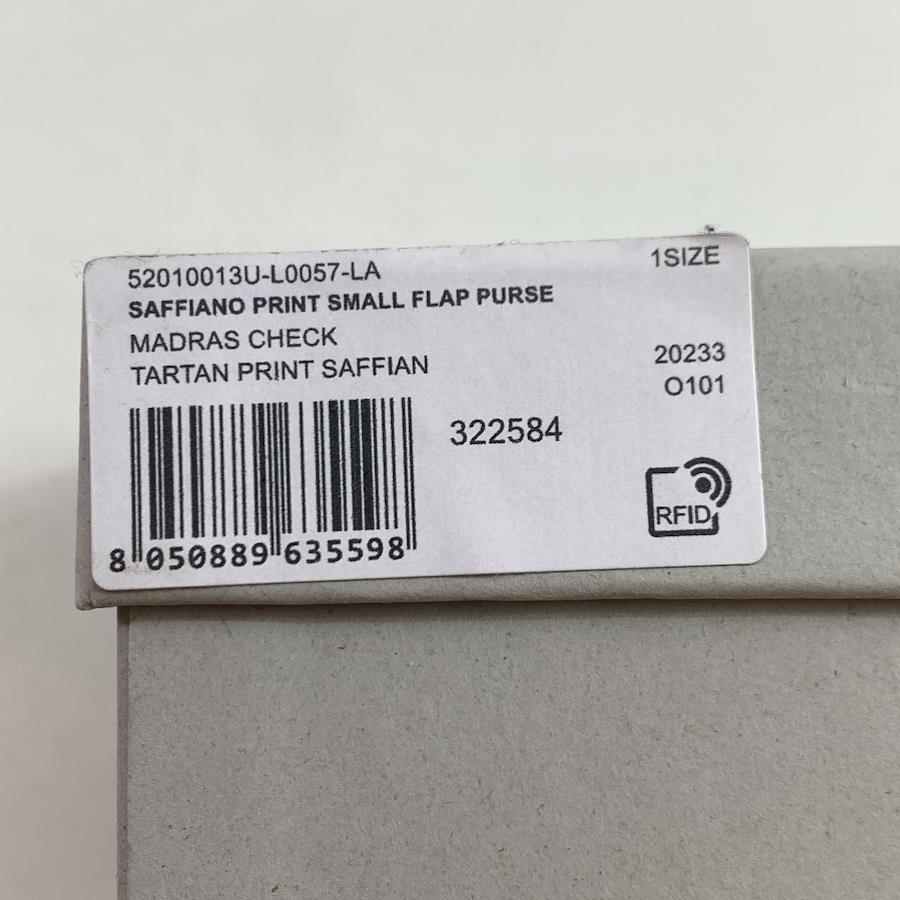 52010013U-L0057-LA
1SIZE
SAFFIANO PRINT SMALL FLAP PURSE
MADRAS CHECK
TARTAN PRINT SAFFIAN
20233
O101
322584
RFID
8 050889 635598